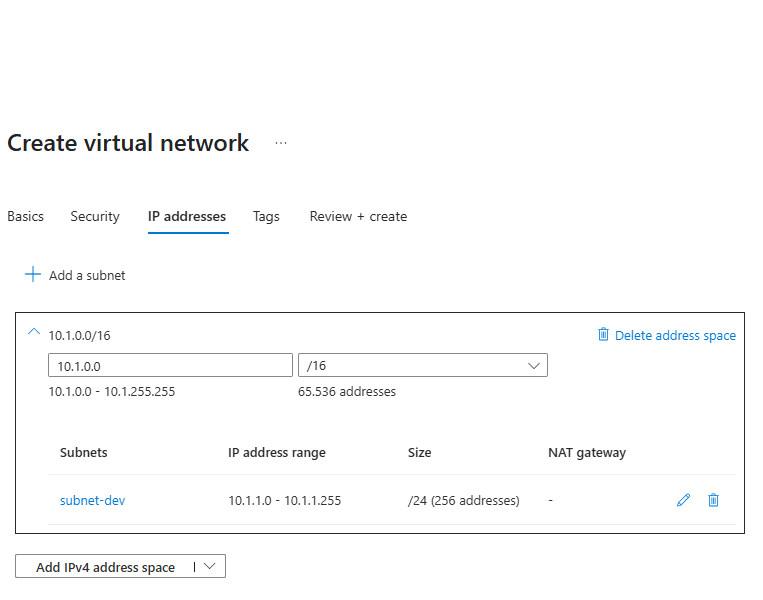 Create virtual network ...
Basics Security IP addresses Tags Review + create
Add a subnet
10.1.0.0/16 Delete address space
10.1.0.0 /16
10.1.0.0 - 10.1.255.255 65.536 addresses
Subnets IP address range Size NAT gateway
subnet-dev 10.1.1.0 - 10.1.1.255 /24 (256 addresses) -
Add IPv4 address space